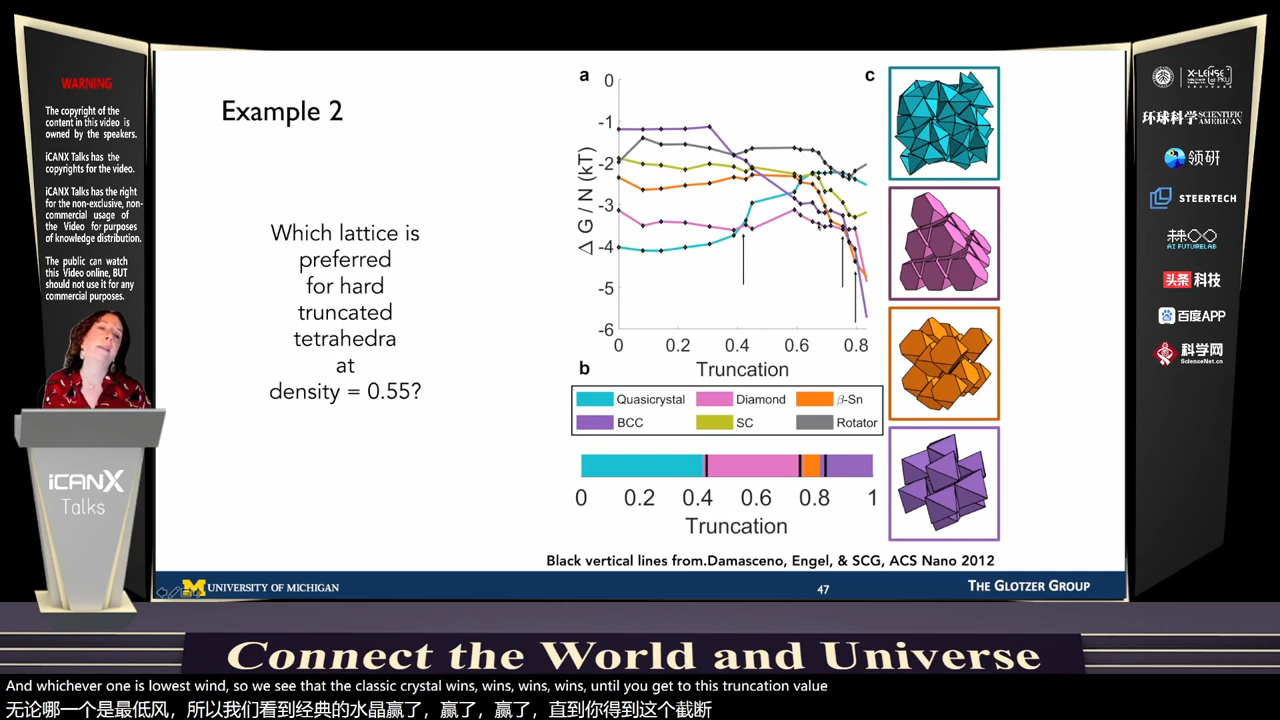 WARNING
The copyright of the
content in this video is
owned by the speakers.
iCANX Talks has the
copyrights for the video.
iCANX Talks has the right
for the non-exclusive, non-
commercial usage of
the Video for purposes
of knowledge distribution.
The public can watch
this Video online, BUT
should not use it for any
commercial purposes.
iCANX
Talks
Example 2
Which lattice is
preferred
for hard
truncated
tetrahedra
at
density = 0.55?
a
0
-1
-2
-3
-4
-5
-6
Δ G / N (kT)
0 0.2 0.4 0.6 0.8
Truncation
b
Quasicrystal Diamond β-Sn
BCC SC Rotator
0 0.2 0.4 0.6 0.8 1
Truncation
c
Black vertical lines from.Damasceno, Engel, & SCG, ACS Nano 2012
M UNIVERSITY OF MICHIGAN
47
THE GLOTZER GROUP
X-LENSE
环球科学 SCIENTIFIC AMERICAN
领研
STEERTECH
AI FUTURELAB
头条 科技
百度APP
科学网
ScienceNet.cn
Connect the World and Universe
And whichever one is lowest wind, so we see that the classic crystal wins, wins, wins, wins, until you get to this truncation value
无论哪一个是最低风，所以我们看到经典的水晶赢了，赢了，赢了，直到你得到这个截断